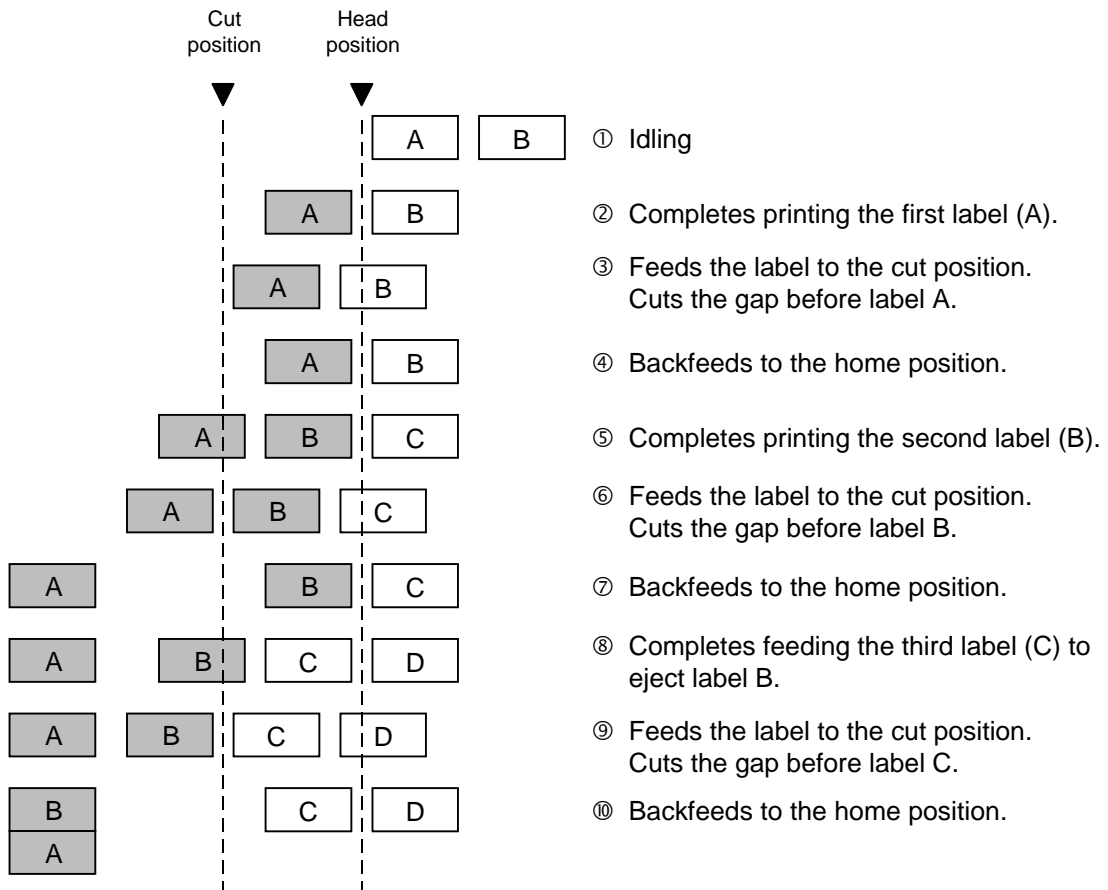 Cut
position
Head
position
A B ① Idling
A B ② Completes printing the first label (A).
A B ③ Feeds the label to the cut position.
Cuts the gap before label A.
A B ④ Backfeeds to the home position.
A B C ⑤ Completes printing the second label (B).
A B C ⑥ Feeds the label to the cut position.
Cuts the gap before label B.
A B C ⑦ Backfeeds to the home position.
A B C D ⑧ Completes feeding the third label (C) to
eject label B.
A B C D ⑨ Feeds the label to the cut position.
Cuts the gap before label C.
B C D ⑩ Backfeeds to the home position.
A